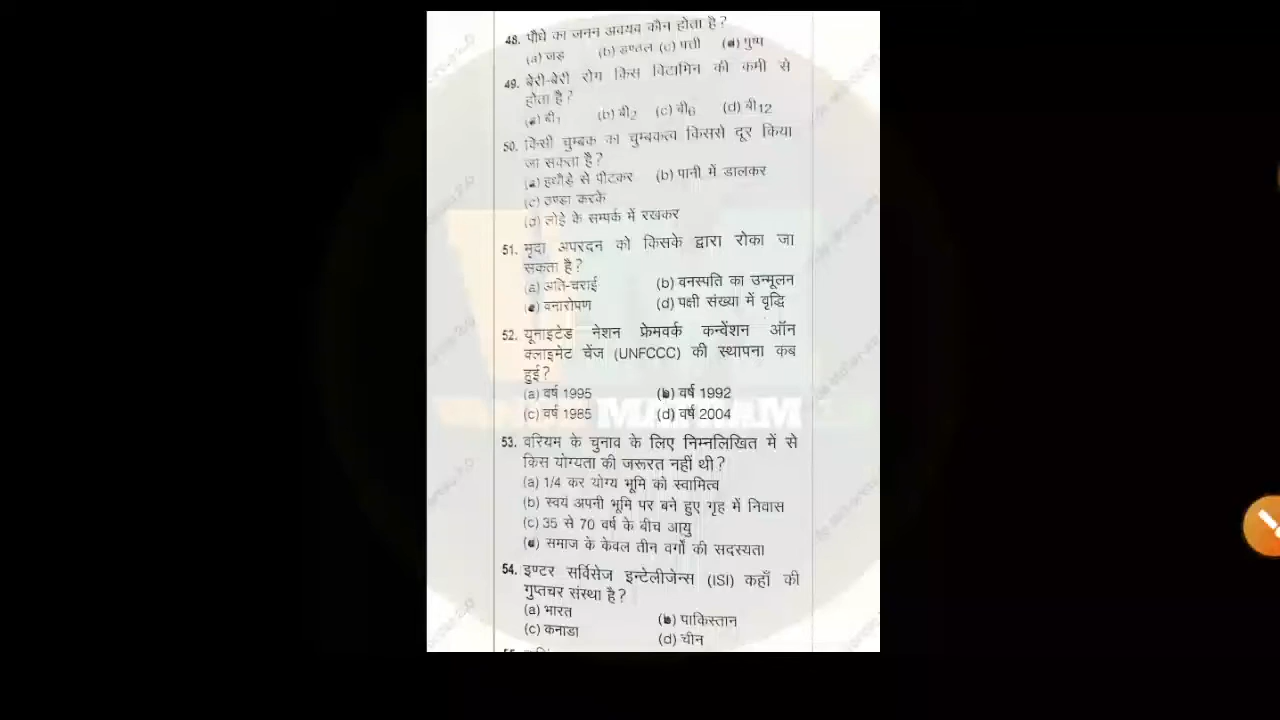 48. पौधे का जनन अवयव कौन होता है?
(a) जड़ (b) डण्ठल (c) पत्ती (d) पुष्प
49. बेरी-बेरी रोग किस विटामिन की कमी से
होता है?
(a) बी1 (b) बी2 (c) बी6 (d) बी12
50. किसी चुम्बक का चुम्बकत्व किससे दूर किया
जा सकता है?
(a) हथौड़े से पीटकर (b) पानी में डालकर
(c) ठण्डा करके
(d) लोहे के सम्पर्क में रखकर
51. मृदा अपरदन को किसके द्वारा रोका जा
सकता है?
(a) अति-चराई (b) वनस्पति का उन्मूलन
(c) वनारोपण (d) पक्षी संख्या में वृद्धि
52. यूनाइटेड नेशन फ्रेमवर्क कन्वेंशन ऑन
क्लाइमेट चेंज (UNFCCC) की स्थापना कब
हुई?
(a) वर्ष 1995 (b) वर्ष 1992
(c) वर्ष 1985 (d) वर्ष 2004
53. वरियम के चुनाव के लिए निम्नलिखित में से
किस योग्यता की जरूरत नहीं थी?
(a) 1/4 कर योग्य भूमि को स्वामित्व
(b) स्वयं अपनी भूमि पर बने हुए गृह में निवास
(c) 35 से 70 वर्ष के बीच आयु
(d) समाज के केवल तीन वर्गों की सदस्यता
54. इण्टर सर्विसेज इन्टेलीजेन्स (ISI) कहाँ की
गुप्तचर संस्था है?
(a) भारत (b) पाकिस्तान
(c) कनाडा (d) चीन